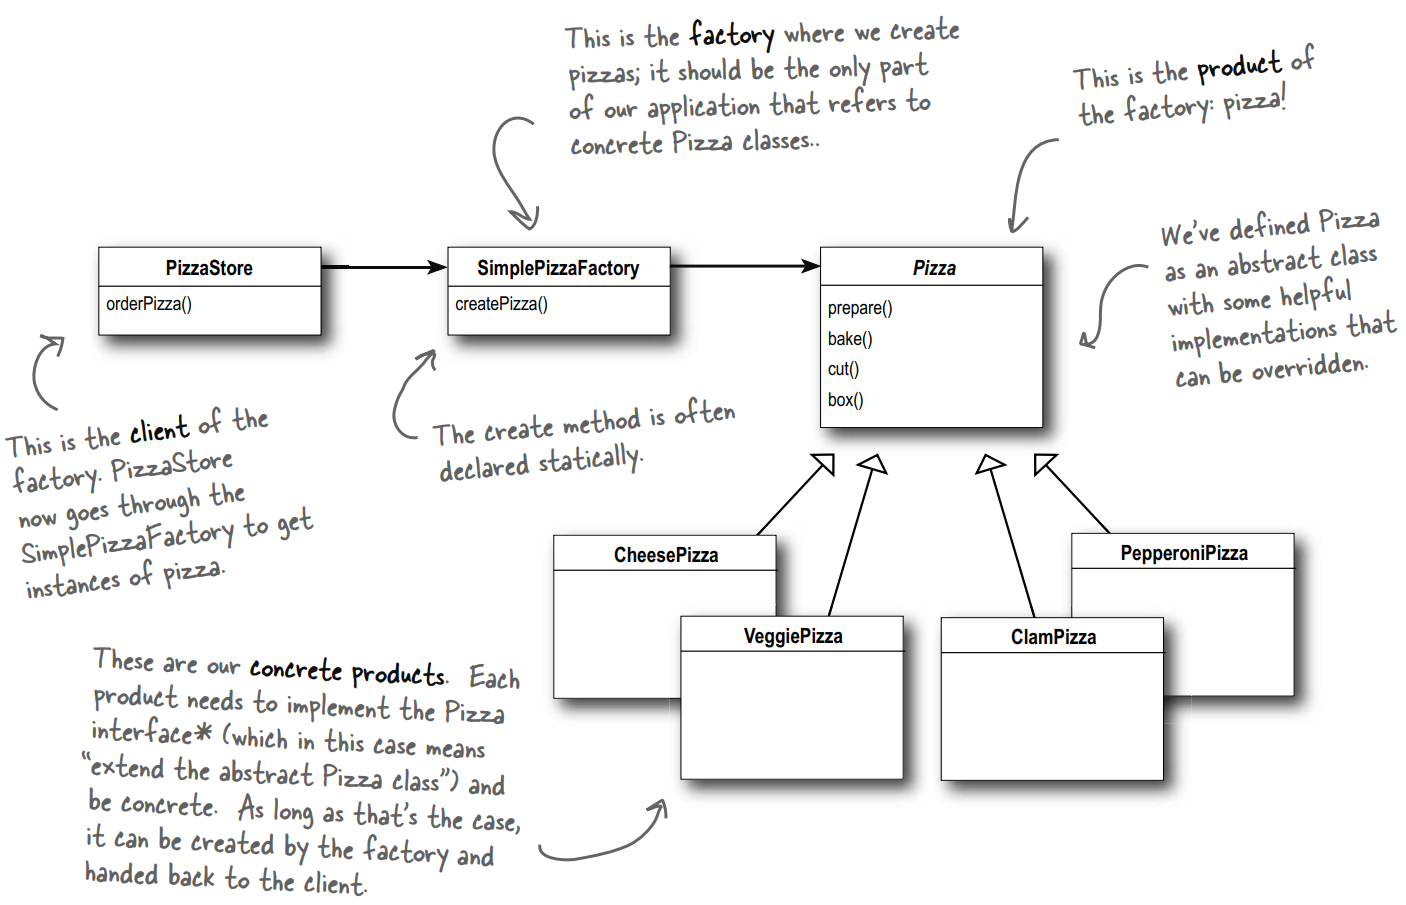 This is the factory where we create
pizzas; it should be the only part
of our application that refers to
concrete Pizza classes..
This is the product of
the factory: pizza!
We've defined Pizza
as an abstract class
with some helpful
implementations that
can be overridden.
PizzaStore
orderPizza()
SimplePizzaFactory
createPizza()
Pizza
prepare()
bake()
cut()
box()
This is the client of the
factory. PizzaStore
now goes through the
SimplePizzaFactory to get
instances of pizza.
The create method is often
declared statically.
CheesePizza
VeggiePizza
ClamPizza
PepperoniPizza
These are our concrete products. Each
product needs to implement the Pizza
interface* (which in this case means
“extend the abstract Pizza class”) and
be concrete. As long as that's the case,
it can be created by the factory and
handed back to the client.